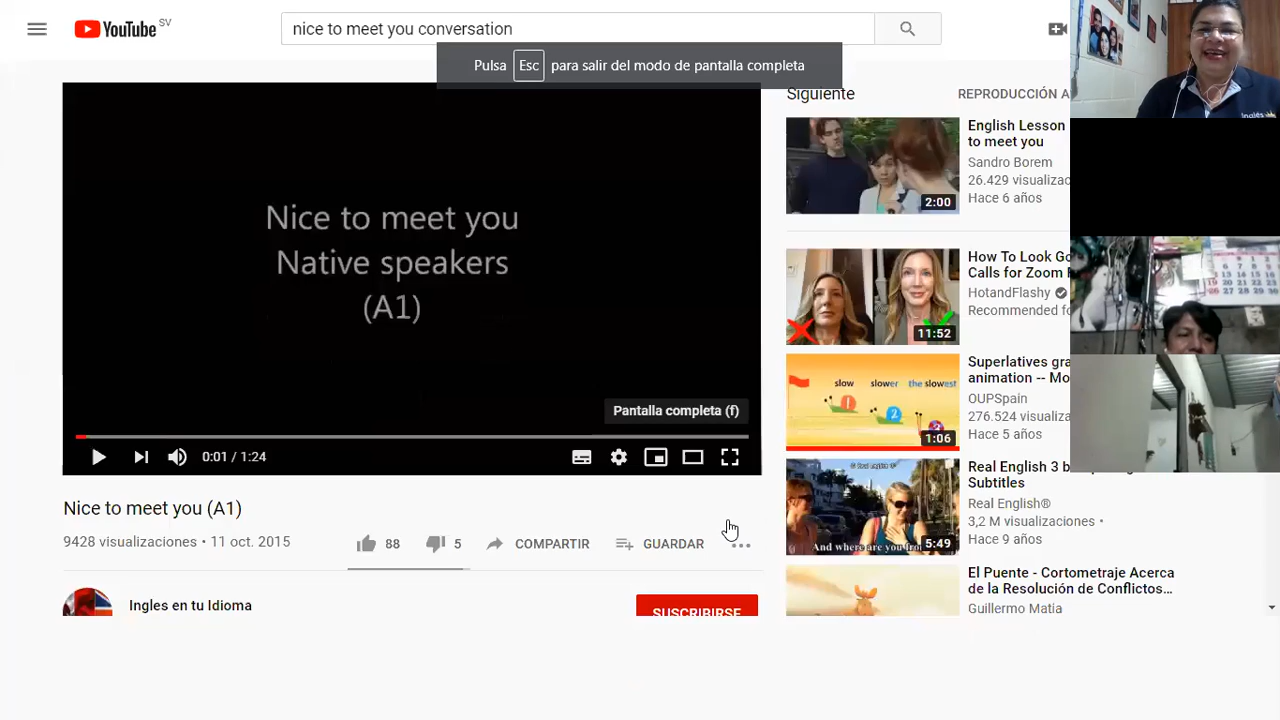 YouTube SV
nice to meet you conversation
Pulsa Esc para salir del modo de pantalla completa
Nice to meet you
Native speakers
(A1)
Pantalla completa (f)
0:01 / 1:24
Nice to meet you (A1)
9428 visualizaciones • 11 oct. 2015
88
5
COMPARTIR
GUARDAR
Ingles en tu Idioma
SUSCRIBIRSE
Siguiente
REPRODUCCIÓN A
English Lesson
to meet you
Sandro Borem
26.429 visualizac
Hace 6 años
2:00
How To Look Go
Calls for Zoom
HotandFlashy
Recommended fo
11:52
Superlatives gra
animation -- Mo
OUPSpain
276.524 visualiza
Hace 5 años
slow slower the slowest
1 2
1:06
Real English 3 b
Subtitles
Real English®
3,2 M visualizaciones •
Hace 9 años
© Real English ®
And where are you fro
5:49
El Puente - Cortometraje Acerca
de la Resolución de Conflictos...
Guillermo Matia